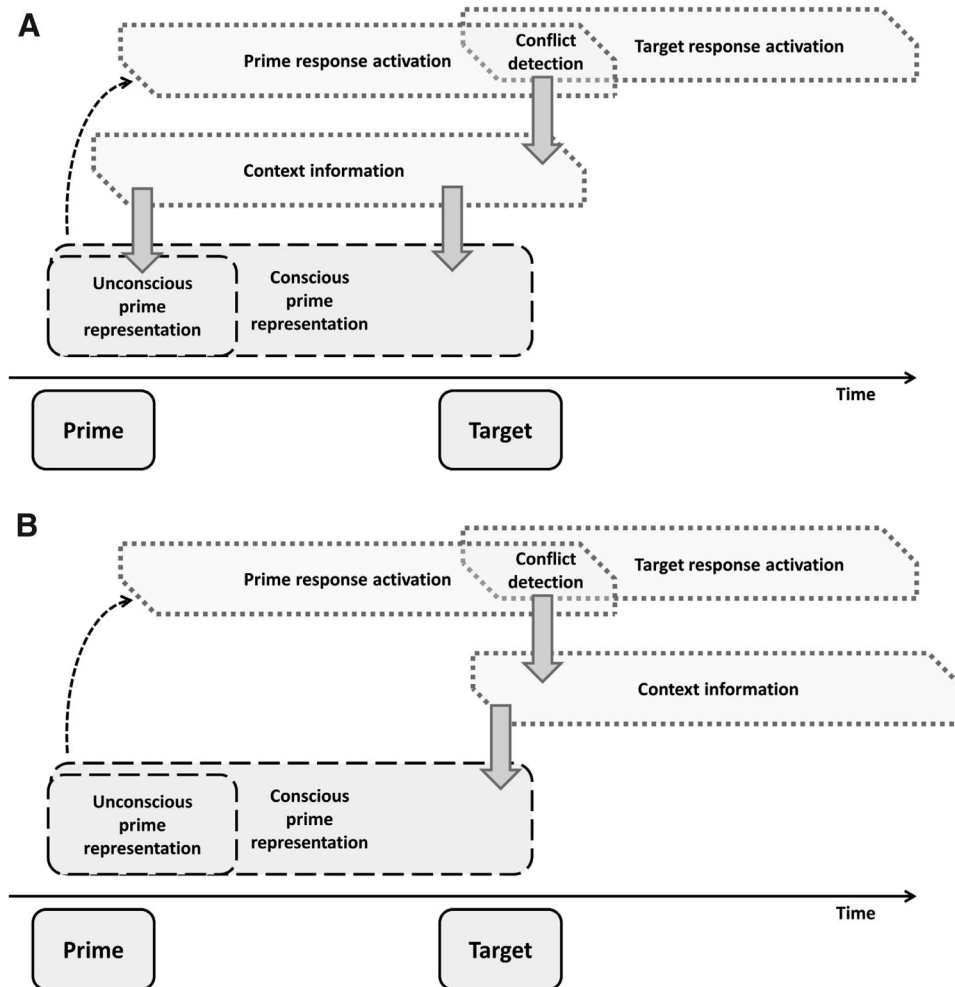 A
Prime response activation
Conflict
detection
Target response activation
Context information
Unconscious
prime
representation
Conscious
prime
representation
Time
Prime
Target
B
Prime response activation
Conflict
detection
Target response activation
Context information
Unconscious
prime
representation
Conscious
prime
representation
Time
Prime
Target